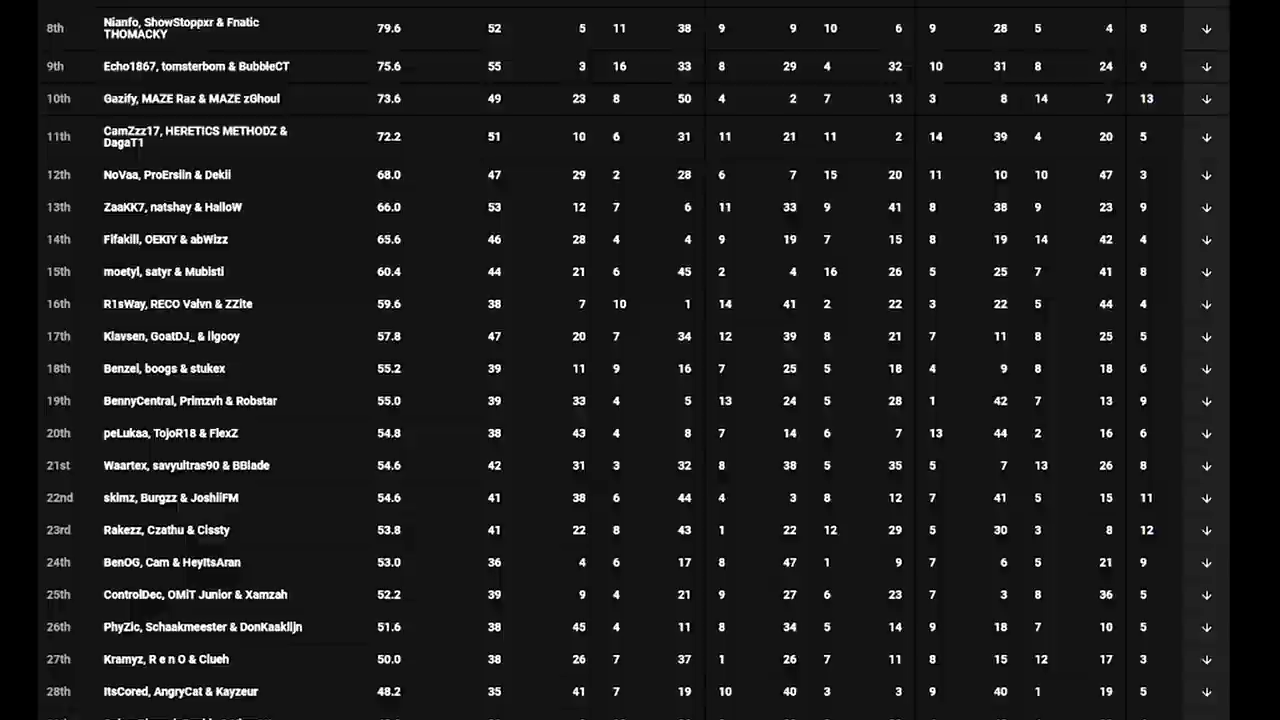 8th Nianfo, ShowStoppxr & Fnatic THOMACKY 79.6 52 5 11 38 9 9 10 6 9 28 5 4 8 ↓
9th Echo1867, tomsterbom & BubbleCT 75.6 55 3 16 33 8 29 4 32 10 31 8 24 9 ↓
10th Gazify, MAZE Raz & MAZE zGhoul 73.6 49 23 8 50 4 2 7 13 3 8 14 7 13 ↓
11th CamZzz17, HERETICS METHODZ & DagaT1 72.2 51 10 6 31 11 21 11 2 14 39 4 20 5 ↓
12th NoVaa, ProErsiin & Dekii 68.0 47 29 2 28 6 7 15 20 11 10 10 47 3 ↓
13th ZaaKK7, natshay & HalloW 66.0 53 12 7 6 11 33 9 41 8 38 9 23 9 ↓
14th Fifakill, OEKIY & abWizz 65.6 46 28 4 4 9 19 7 15 8 19 14 42 4 ↓
15th moetyl, satyr & Mubisti 60.4 44 21 6 45 2 4 16 26 5 25 7 41 8 ↓
16th R1sWay, RECO Valvn & ZZite 59.6 38 7 10 1 14 41 2 22 3 22 5 44 4 ↓
17th Klavsen, GoatDJ_ & ligooy 57.8 47 20 7 34 12 39 8 21 7 11 8 25 5 ↓
18th Benzel, boogs & stukex 55.2 39 11 9 16 7 25 5 18 4 9 8 18 6 ↓
19th BennyCentral, Primzvh & Robstar 55.0 39 33 4 5 13 24 5 28 1 42 7 13 9 ↓
20th peLukaa, TojoR18 & FlexZ 54.8 38 43 4 8 7 14 6 7 13 44 2 16 6 ↓
21st Waartex, savyultras90 & BBlade 54.6 42 31 3 32 8 38 5 35 5 7 13 26 8 ↓
22nd skimz, Burgzz & JoshiiFM 54.6 41 38 6 44 4 3 8 12 7 41 5 15 11 ↓
23rd Rakezz, Czathu & Cissty 53.8 41 22 8 43 1 22 12 29 5 30 3 8 12 ↓
24th BenOG, Cam & HeyItsAran 53.0 36 4 6 17 8 47 1 9 7 6 5 21 9 ↓
25th ControlDec, OMiT Junior & Xamzah 52.2 39 9 4 21 9 27 6 23 7 3 8 36 5 ↓
26th PhyZic, Schaakmeester & DonKaaklijn 51.6 38 45 4 11 8 34 5 14 9 18 7 10 5 ↓
27th Kramyz, R e n O & Clueh 50.0 38 26 7 37 1 26 7 11 8 15 12 17 3 ↓
28th ItsCored, AngryCat & Kayzeur 48.2 35 41 7 19 10 40 3 3 9 40 1 19 5 ↓